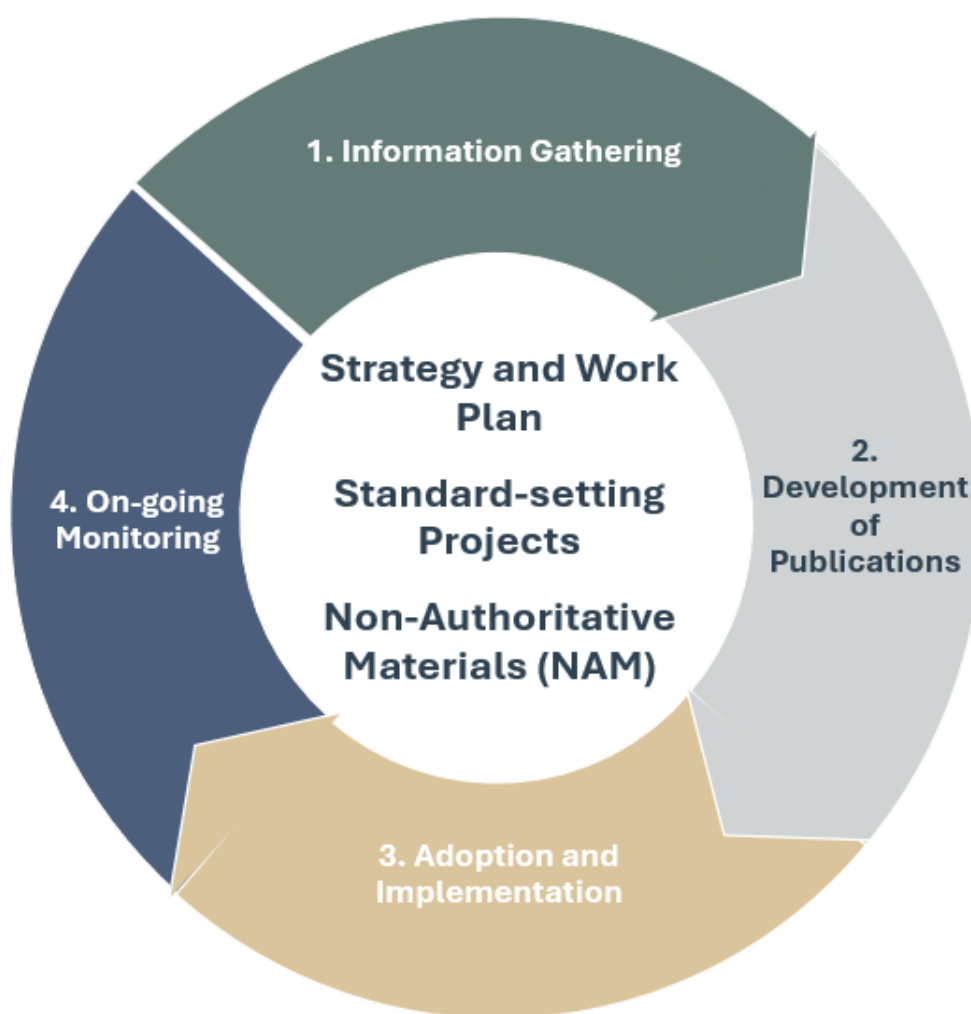 1. Information Gathering
Strategy and Work
Plan
Standard-setting
Projects
Non-Authoritative
Materials (NAM)
2.
Development
of
Publications
3. Adoption and
Implementation
4. On-going
Monitoring